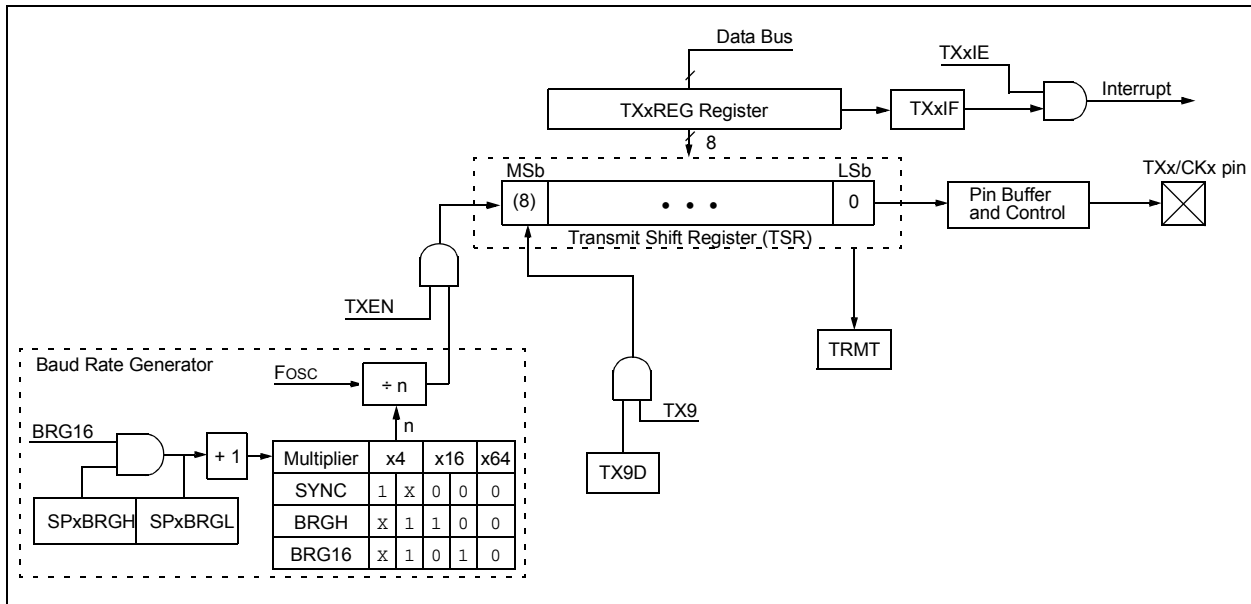 Data Bus
TXxIE
Interrupt
TXxREG Register
TXxIF
8
MSb
LSb
(8)
• • •
0
Transmit Shift Register (TSR)
Pin Buffer
and Control
TXx/CKx pin
TXEN
TRMT
Baud Rate Generator
FOSC
÷ n
n
TX9
TX9D
BRG16
+ 1
SPxBRGH
SPxBRGL
Multiplier x4 x16 x64
SYNC 1 X 0 0 0
BRGH X 1 1 0 0
BRG16 X 1 0 1 0